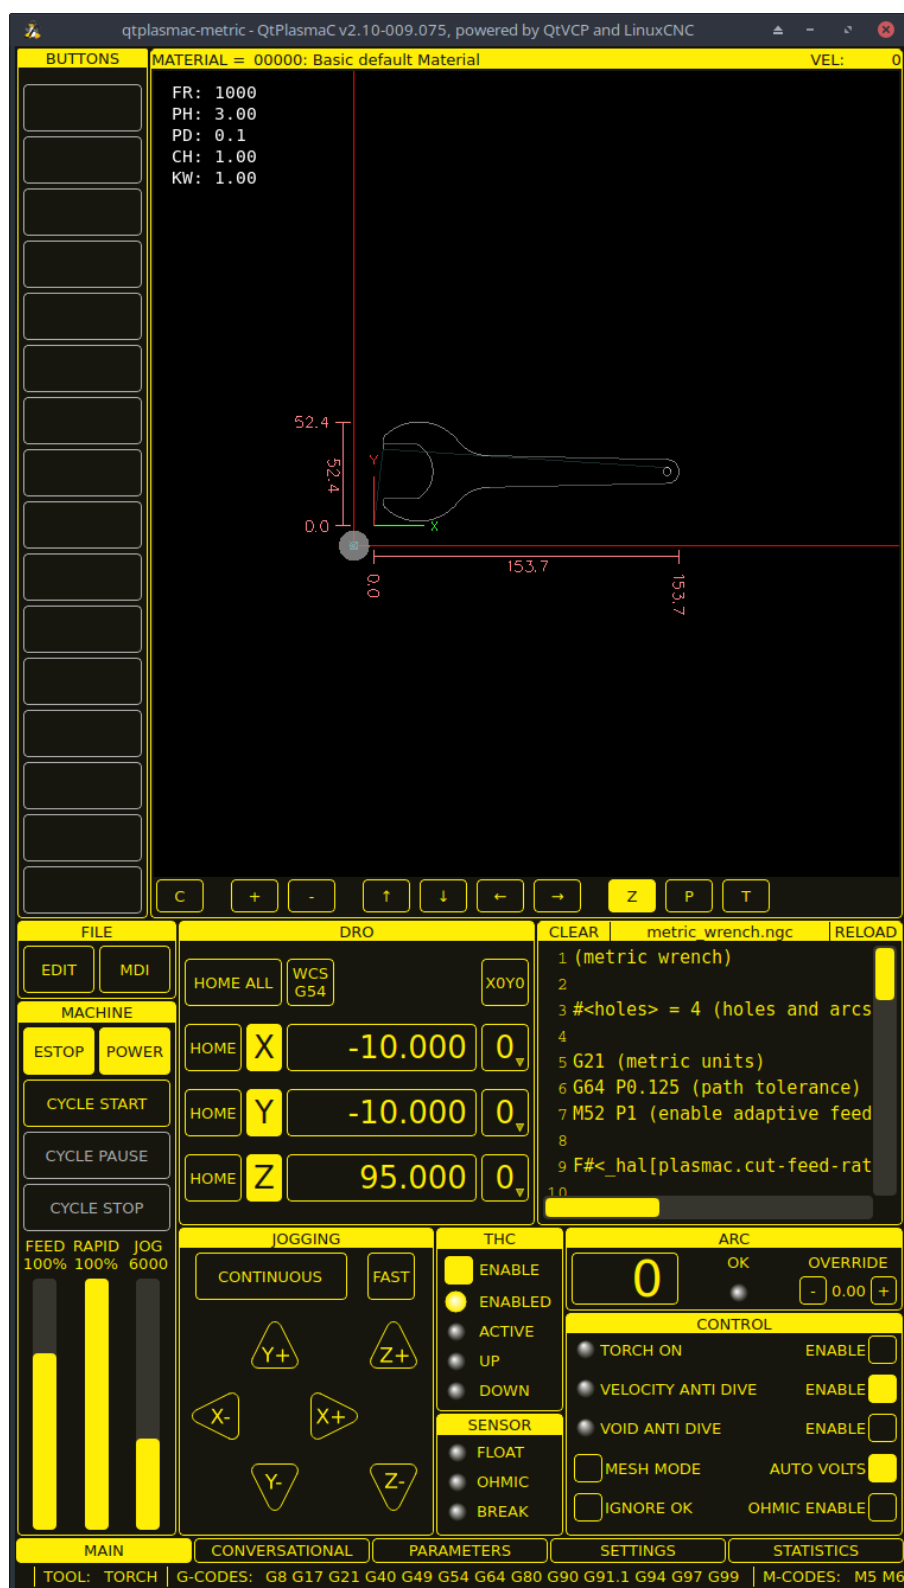 qtplasmac-metric - QtPlasmaC v2.10-009.075, powered by QtVCP and LinuxCNC
BUTTONS
MATERIAL = 00000: Basic default Material
VEL: 0
FR: 1000
PH: 3.00
PD: 0.1
CH: 1.00
KW: 1.00
52.4
52.4
Y
0.0
X
0.0
153.7
153.7
C + - ↑ ↓ ← → Z P T
FILE
EDIT MDI
MACHINE
ESTOP POWER
CYCLE START
CYCLE PAUSE
CYCLE STOP
FEED RAPID JOG
100% 100% 6000
DRO
HOME ALL
WCS
G54
X0Y0
HOME X -10.000 0
HOME Y -10.000 0
HOME Z 95.000 0
CLEAR metric_wrench.ngc RELOAD
1 (metric wrench)
2
3 #<holes> = 4 (holes and arcs
4
5 G21 (metric units)
6 G64 P0.125 (path tolerance)
7 M52 P1 (enable adaptive feed
8
9 F#<_hal[plasmac.cut-feed-rat
10
JOGGING
CONTINUOUS FAST
Y+ Z+
X- X+
Y- Z-
THC
ENABLE
ENABLED
ACTIVE
UP
DOWN
SENSOR
FLOAT
OHMIC
BREAK
ARC
0
OK
OVERRIDE
- 0.00 +
CONTROL
TORCH ON ENABLE
VELOCITY ANTI DIVE ENABLE
VOID ANTI DIVE ENABLE
MESH MODE AUTO VOLTS
IGNORE OK OHMIC ENABLE
MAIN CONVERSATIONAL PARAMETERS SETTINGS STATISTICS
TOOL: TORCH G-CODES: G8 G17 G21 G40 G49 G54 G64 G80 G90 G91.1 G94 G97 G99 M-CODES: M5 M6